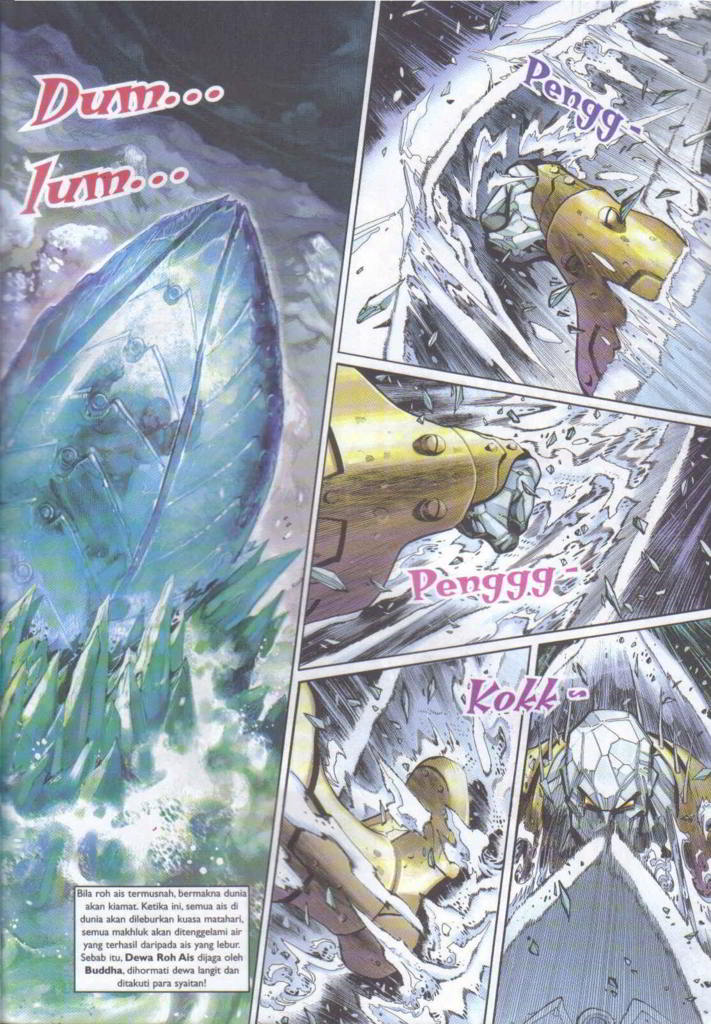 Dum...
lum...
Pengg-
Penggg-
Kokk-
Bila roh ais termusnah, bermakna dunia
akan kiamat. Ketika ini, semua ais di
dunia akan dileburkan kuasa matahari,
semua makhluk akan ditenggelami air
yang terhasil daripada ais yang lebur.
Sebab itu, Dewa Roh Ais dijaga oleh
Buddha, dihormati dewa langit dan
ditakuti para syaitan!